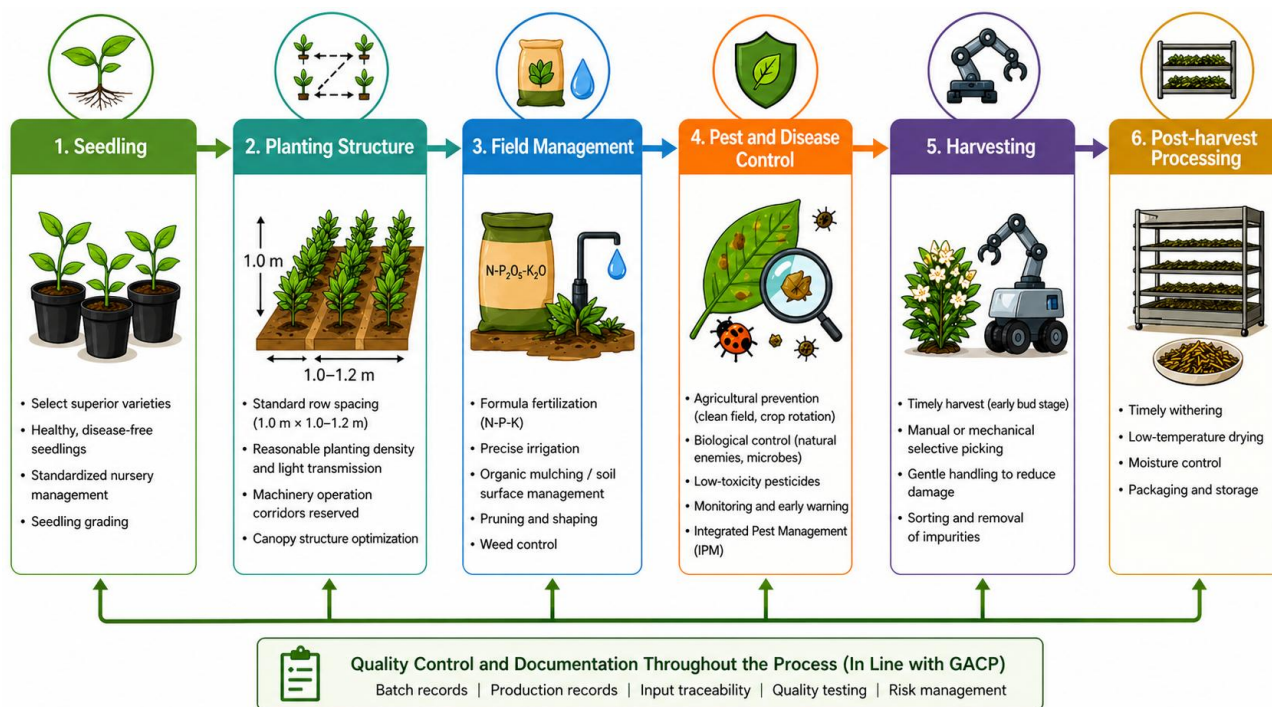 1. Seedling
• Select superior varieties
• Healthy, disease-free
seedlings
• Standardized nursery
management
• Seedling grading
2. Planting Structure
1.0 m
1.0–1.2 m
• Standard row spacing
(1.0 m × 1.0–1.2 m)
• Reasonable planting density
and light transmission
• Machinery operation
corridors reserved
• Canopy structure optimization
3. Field Management
N-P₂O₅-K₂O
• Formula fertilization
(N-P-K)
• Precise irrigation
• Organic mulching / soil
surface management
• Pruning and shaping
• Weed control
4. Pest and Disease
Control
• Agricultural prevention
(clean field, crop rotation)
• Biological control (natural
enemies, microbes)
• Low-toxicity pesticides
• Monitoring and early warning
• Integrated Pest Management
(IPM)
5. Harvesting
• Timely harvest (early bud stage)
• Manual or mechanical
selective picking
• Gentle handling to reduce
damage
• Sorting and removal
of impurities
6. Post-harvest
Processing
• Timely withering
• Low-temperature drying
• Moisture control
• Packaging and storage
Quality Control and Documentation Throughout the Process (In Line with GACP)
Batch records | Production records | Input traceability | Quality testing | Risk management